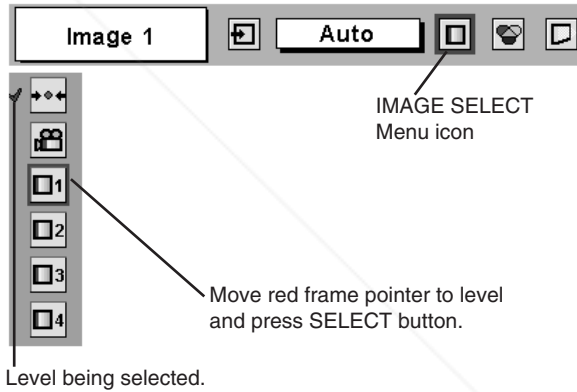 Image 1
Auto
IMAGE SELECT
Menu icon
1
2
3
4
Move red frame pointer to level
and press SELECT button.
Level being selected.